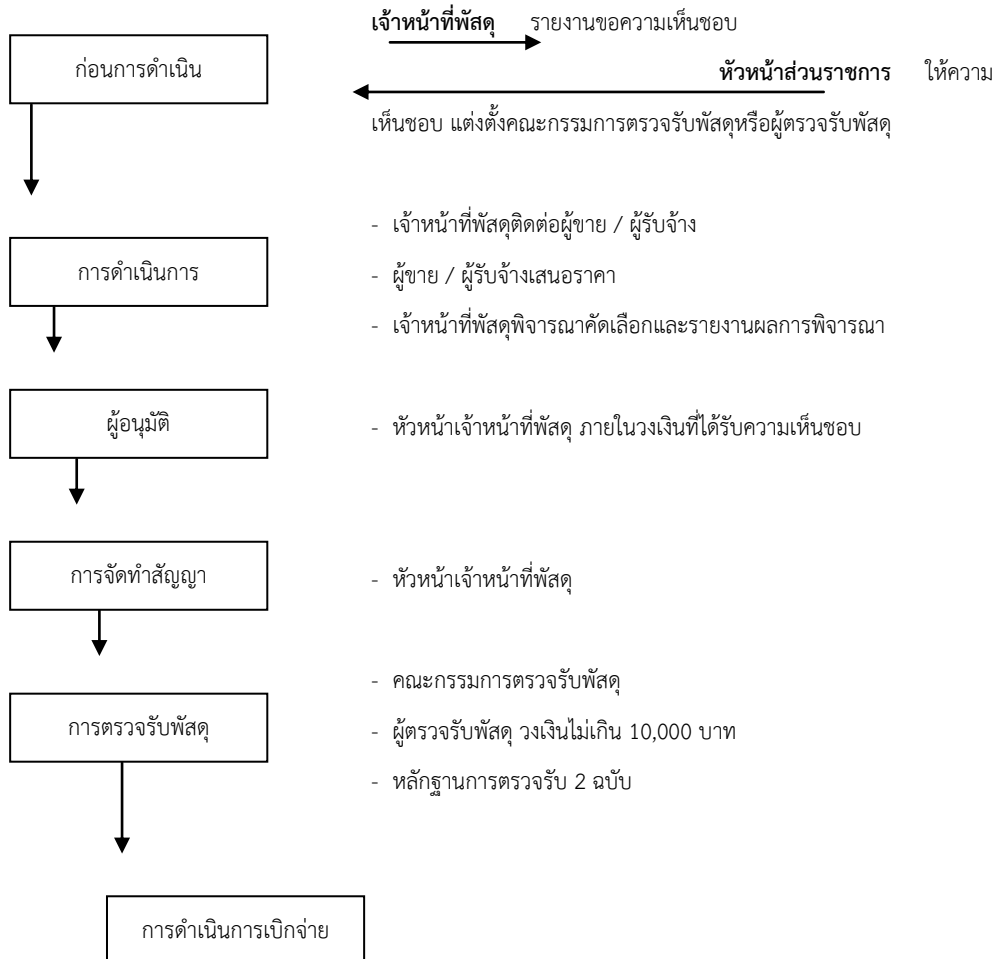 เจ้าหน้าที่พัสดุ รายงานขอความเห็นชอบ
ก่อนการดำเนิน
หัวหน้าส่วนราชการ ให้ความ
เห็นชอบ แต่งตั้งคณะกรรมการตรวจรับพัสดุหรือผู้ตรวจรับพัสดุ
- เจ้าหน้าที่พัสดุติดต่อผู้ขาย / ผู้รับจ้าง
การดำเนินการ
- ผู้ขาย / ผู้รับจ้างเสนอราคา
- เจ้าหน้าที่พัสดุพิจารณาคัดเลือกและรายงานผลการพิจารณา
ผู้อนุมัติ
- หัวหน้าเจ้าหน้าที่พัสดุ ภายในวงเงินที่ได้รับความเห็นชอบ
การจัดทำสัญญา
- หัวหน้าเจ้าหน้าที่พัสดุ
- คณะกรรมการตรวจรับพัสดุ
การตรวจรับพัสดุ
- ผู้ตรวจรับพัสดุ วงเงินไม่เกิน 10,000 บาท
- หลักฐานการตรวจรับ 2 ฉบับ
การดำเนินการเบิกจ่าย